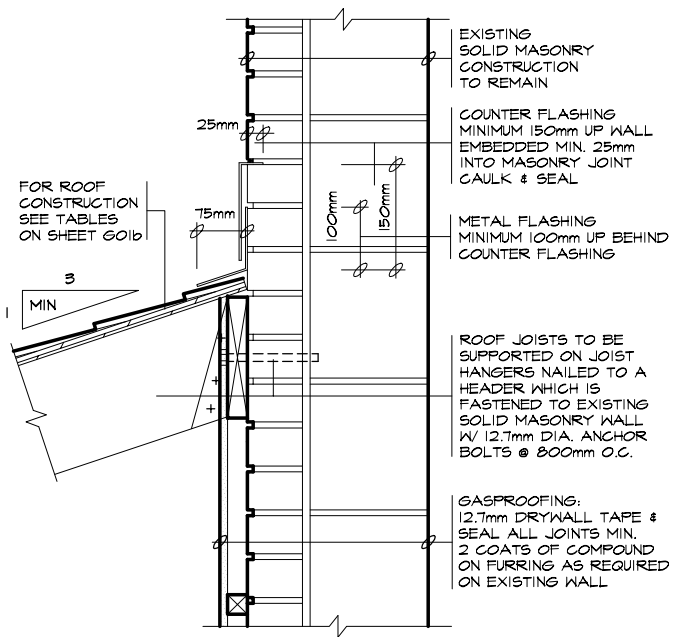 EXISTING
SOLID MASONRY
CONSTRUCTION
TO REMAIN
COUNTER FLASHING
MINIMUM 150mm UP WALL
EMBEDDED MIN. 25mm
INTO MASONRY JOINT
CAULK & SEAL
25mm
FOR ROOF
CONSTRUCTION
SEE TABLES
ON SHEET G01b
75mm
100mm
150mm
METAL FLASHING
MINIMUM 100mm UP BEHIND
COUNTER FLASHING
3
1
MIN
ROOF JOISTS TO BE
SUPPORTED ON JOIST
HANGERS NAILED TO A
HEADER WHICH IS
FASTENED TO EXISTING
SOLID MASONRY WALL
W/ 12.7mm DIA. ANCHOR
BOLTS @ 800mm O.C.
GASPROOFING:
12.7mm DRYWALL TAPE &
SEAL ALL JOINTS MIN.
2 COATS OF COMPOUND
ON FURRING AS REQUIRED
ON EXISTING WALL